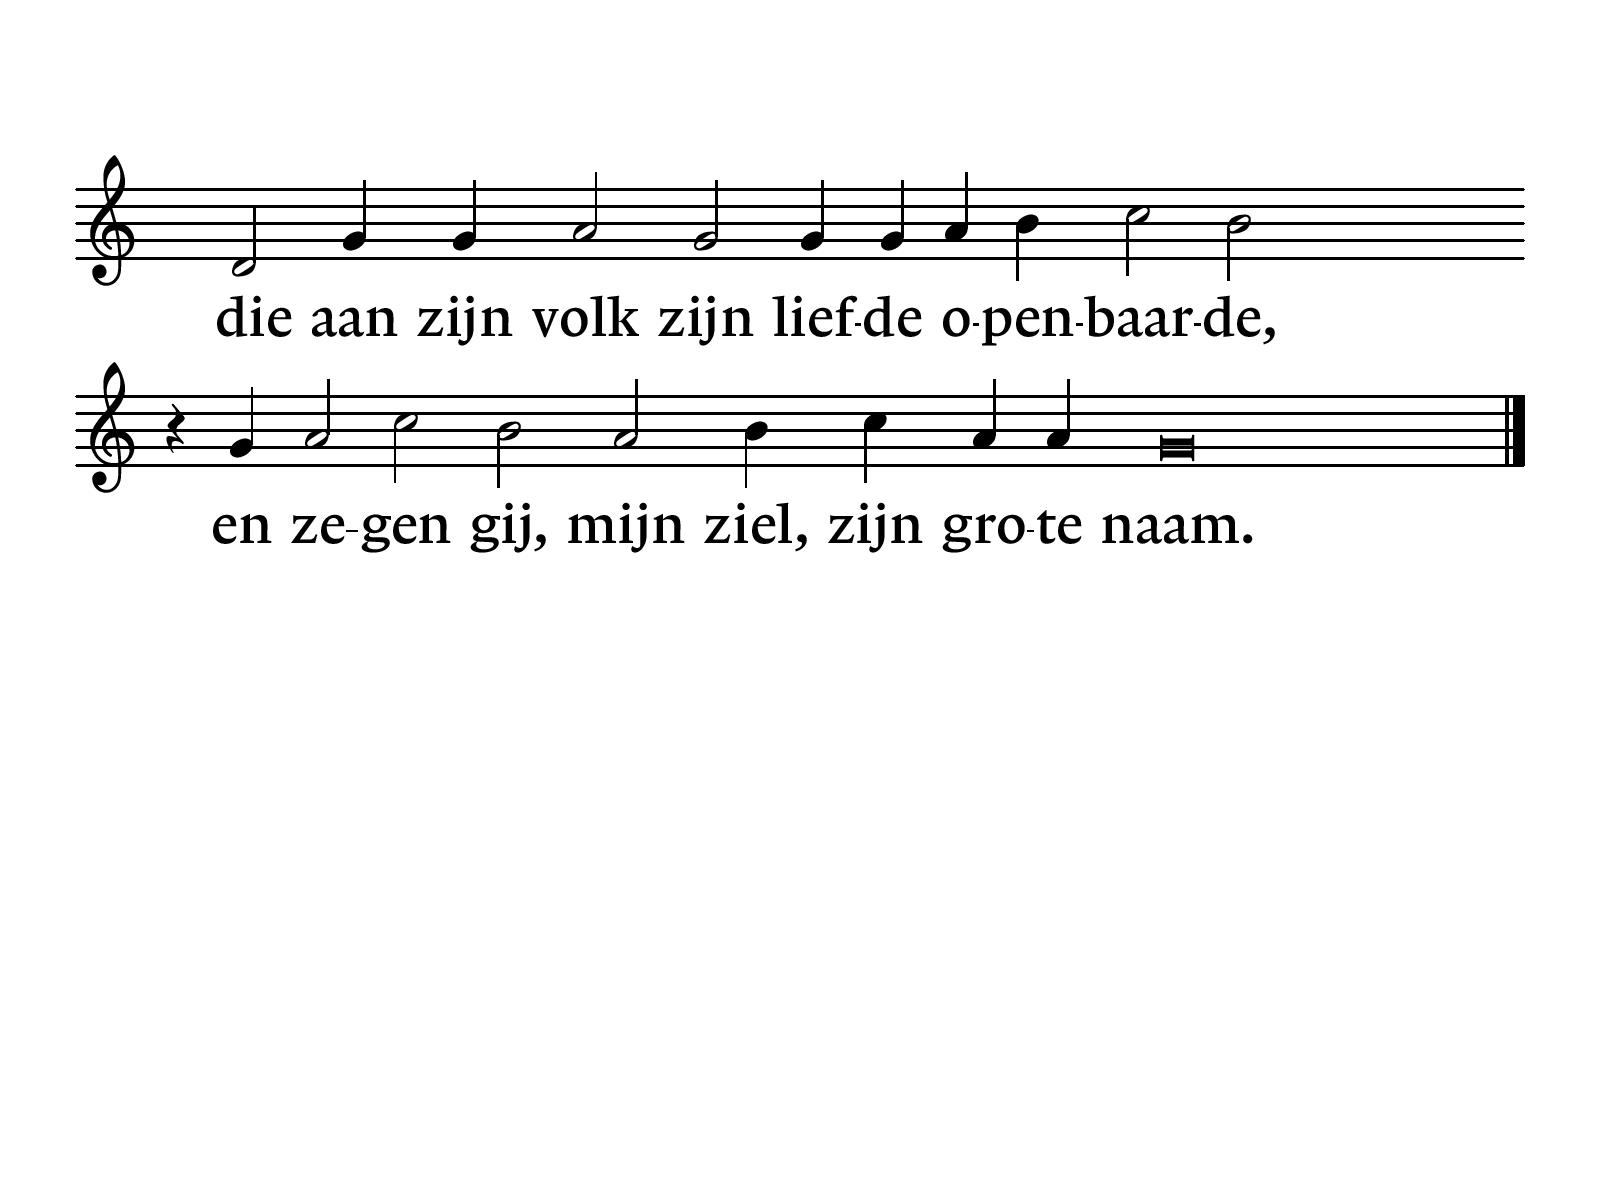 die aan zijn volk zijn lief-de o-pen-baar-de,
en ze-gen gij, mijn ziel, zijn gro-te naam.